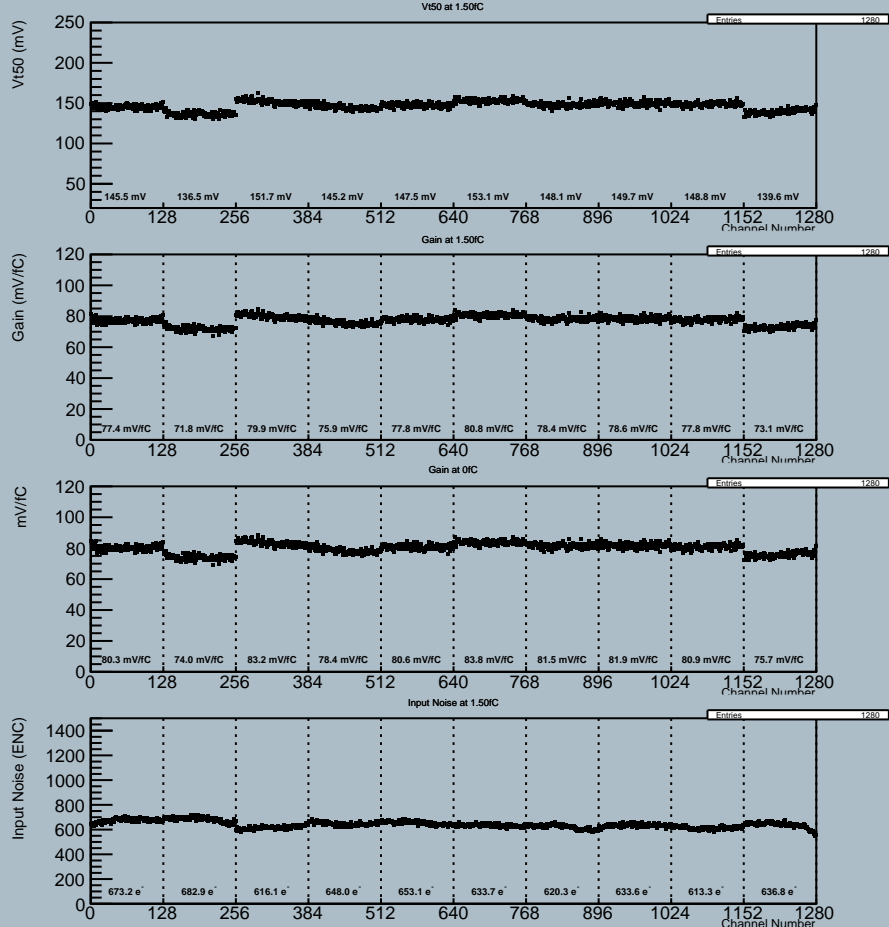 Vt50 at 1.50fC
Entries 1280
Vt50 (mV)
250
200
150
100
50
145.5 mV 136.5 mV 151.7 mV 145.2 mV 147.5 mV 153.1 mV 148.1 mV 149.7 mV 148.8 mV 139.6 mV
0 128 256 384 512 640 768 896 1024 1152 1280
Channel Number
Gain at 1.50fC
Entries 1280
Gain (mV/fC)
120
100
80
60
40
20
0
77.4 mV/fC 71.8 mV/fC 79.9 mV/fC 75.9 mV/fC 77.8 mV/fC 80.8 mV/fC 78.4 mV/fC 78.6 mV/fC 77.8 mV/fC 73.1 mV/fC
0 128 256 384 512 640 768 896 1024 1152 1280
Channel Number
Gain at 0fC
Entries 1280
mV/fC
120
100
80
60
40
20
0
80.3 mV/fC 74.0 mV/fC 83.2 mV/fC 78.4 mV/fC 80.6 mV/fC 83.8 mV/fC 81.5 mV/fC 81.9 mV/fC 80.9 mV/fC 75.7 mV/fC
0 128 256 384 512 640 768 896 1024 1152 1280
Channel Number
Input Noise at 1.50fC
Entries 1280
Input Noise (ENC)
1400
1200
1000
800
600
400
200
0
673.2 e⁻ 682.9 e⁻ 616.1 e⁻ 648.0 e⁻ 653.1 e⁻ 633.7 e⁻ 620.3 e⁻ 633.6 e⁻ 613.3 e⁻ 636.8 e⁻
0 128 256 384 512 640 768 896 1024 1152 1280
Channel Number